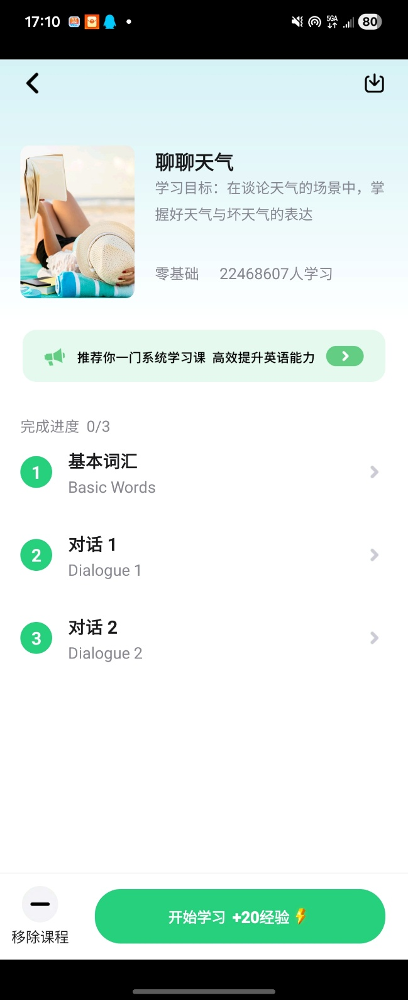 17:10
5GA
80
聊聊天气
学习目标：在谈论天气的场景中，掌
握好天气与坏天气的表达
零基础 22468607人学习
推荐你一门系统学习课 高效提升英语能力
完成进度 0/3
1
基本词汇
Basic Words
2
对话 1
Dialogue 1
3
对话 2
Dialogue 2
移除课程
开始学习 +20经验